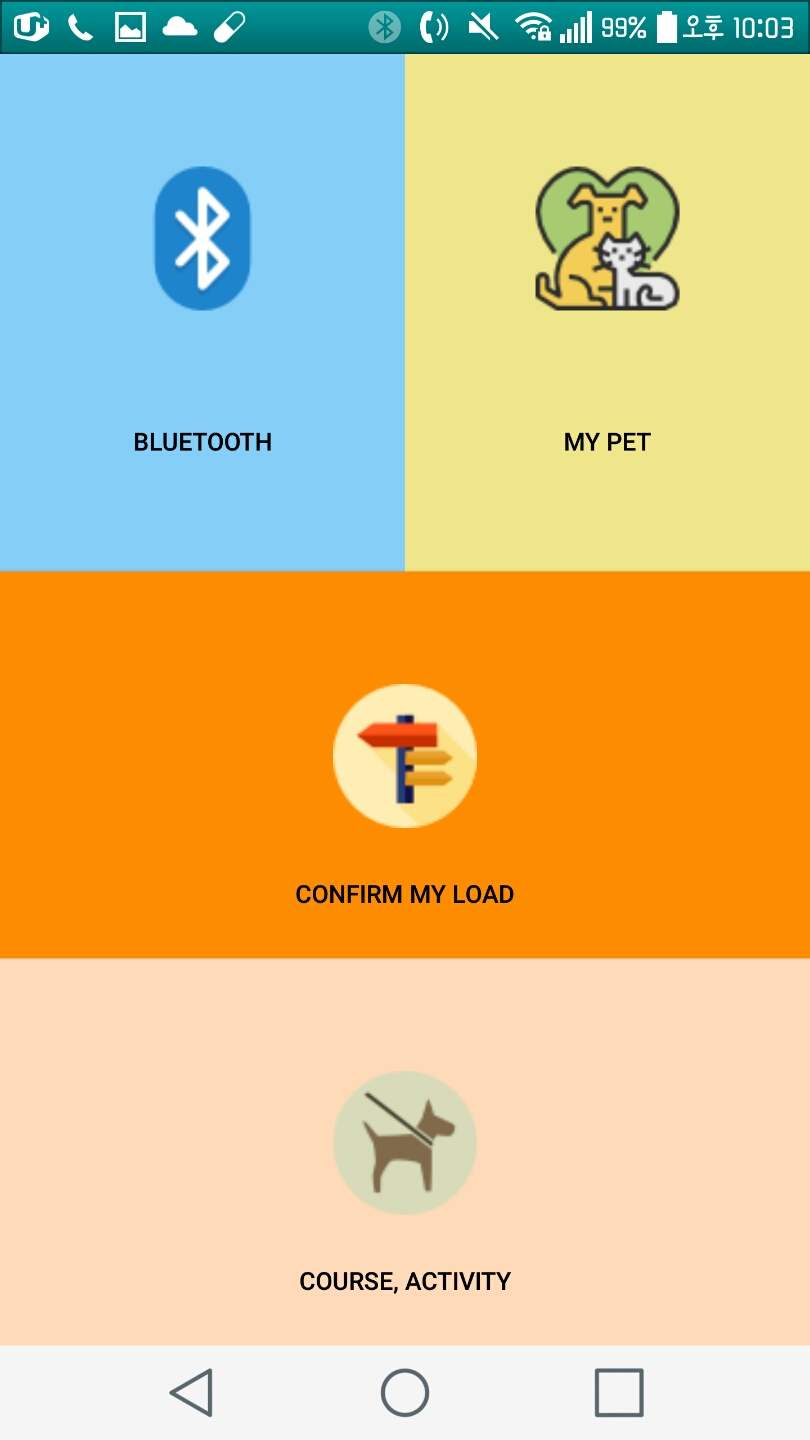 99% 오후 10:03
BLUETOOTH
MY PET
CONFIRM MY LOAD
COURSE, ACTIVITY